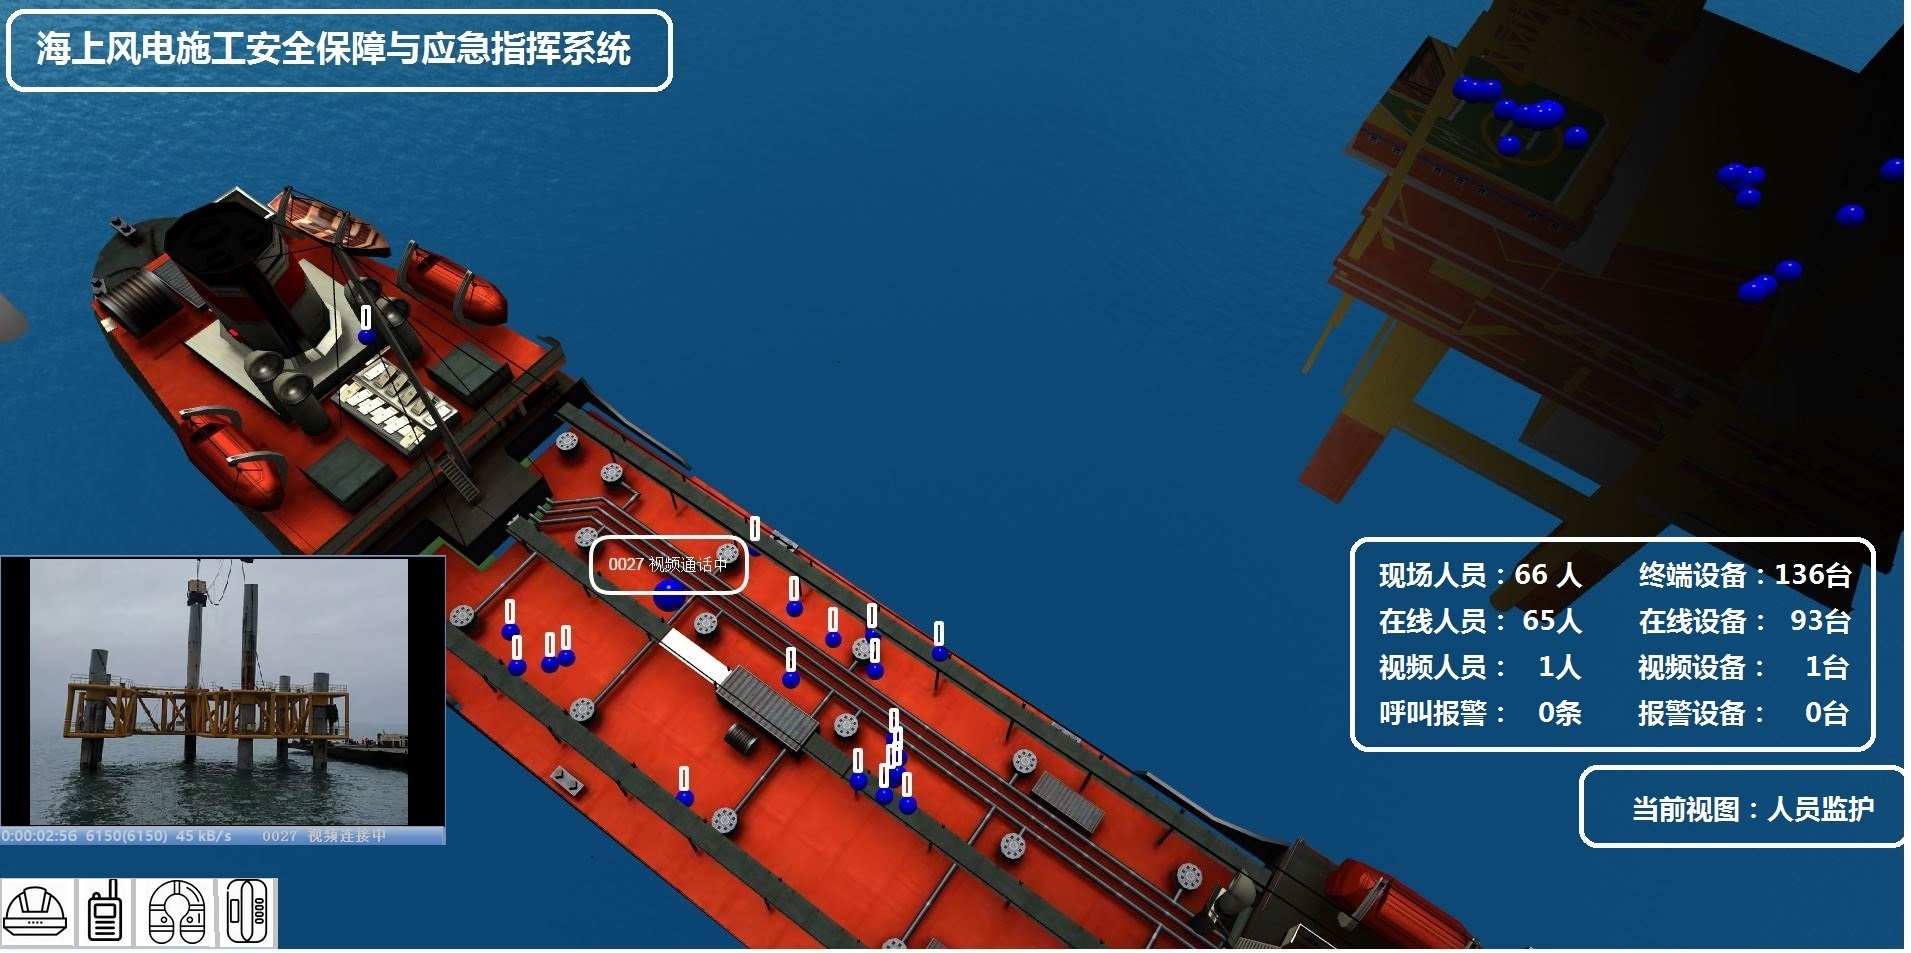 海上风电施工安全保障与应急指挥系统
0027 视频通话中
现场人员：66 人 终端设备：136台
在线人员： 65人 在线设备： 93台
视频人员： 1人 视频设备： 1台
呼叫报警： 0条 报警设备： 0台
当前视图：人员监护
0:00:02:56 6150(6150) 45 kB/s 0027 视频连接中